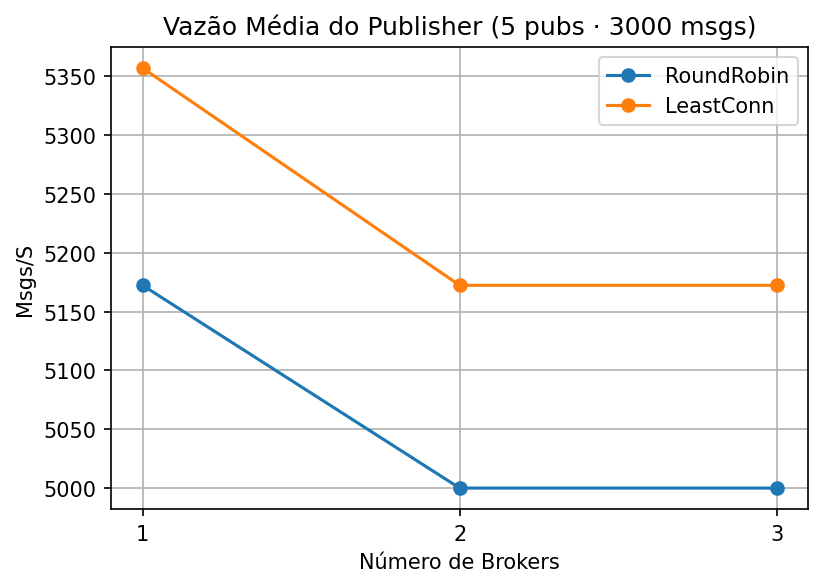 Vazão Média do Publisher (5 pubs · 3000 msgs)
RoundRobin
LeastConn
Msgs/S
5350
5300
5250
5200
5150
5100
5050
5000
1 2 3
Número de Brokers